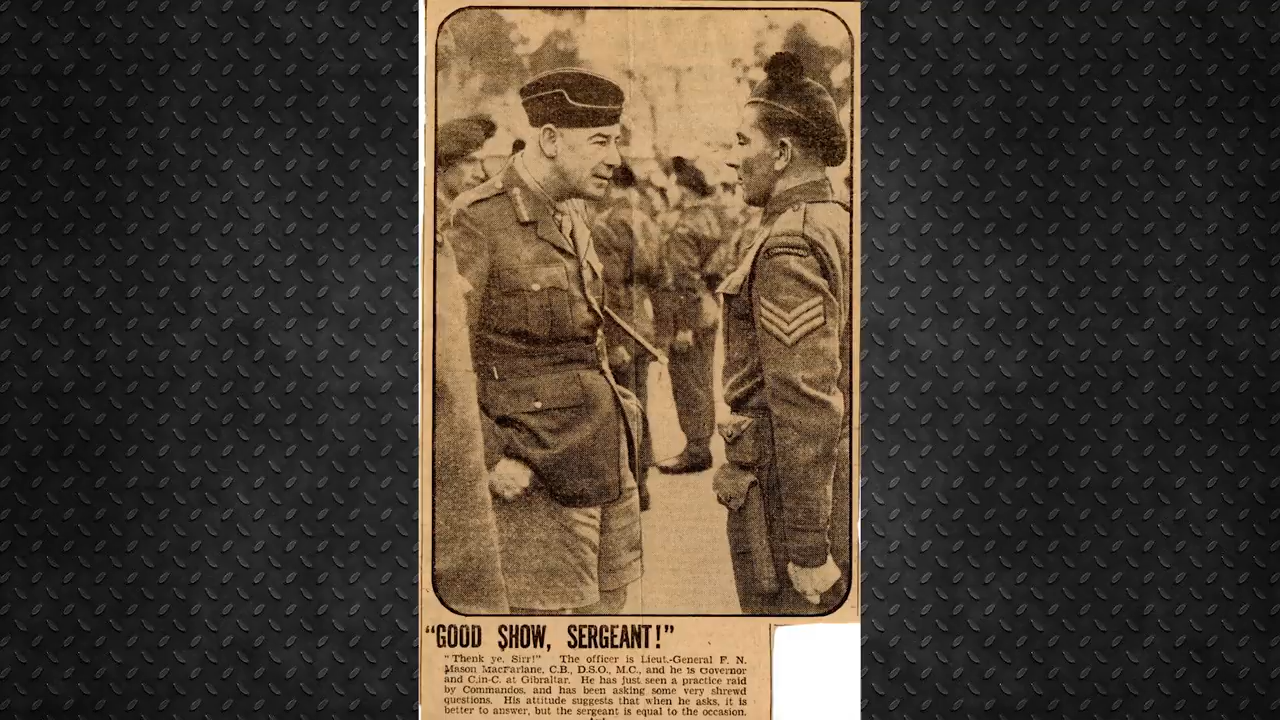 "GOOD SHOW, SERGEANT!"
"Thenk ye, Sirr!" The officer is Lieut.-General F. N.
Mason MacFarlane, C.B., D.S.O., M.C., and he is Governor
and C.in-C. at Gibraltar. He has just seen a practice raid
by Commandos, and has been asking some very shrewd
questions. His attitude suggests that when he asks, it is
better to answer, but the sergeant is equal to the occasion.